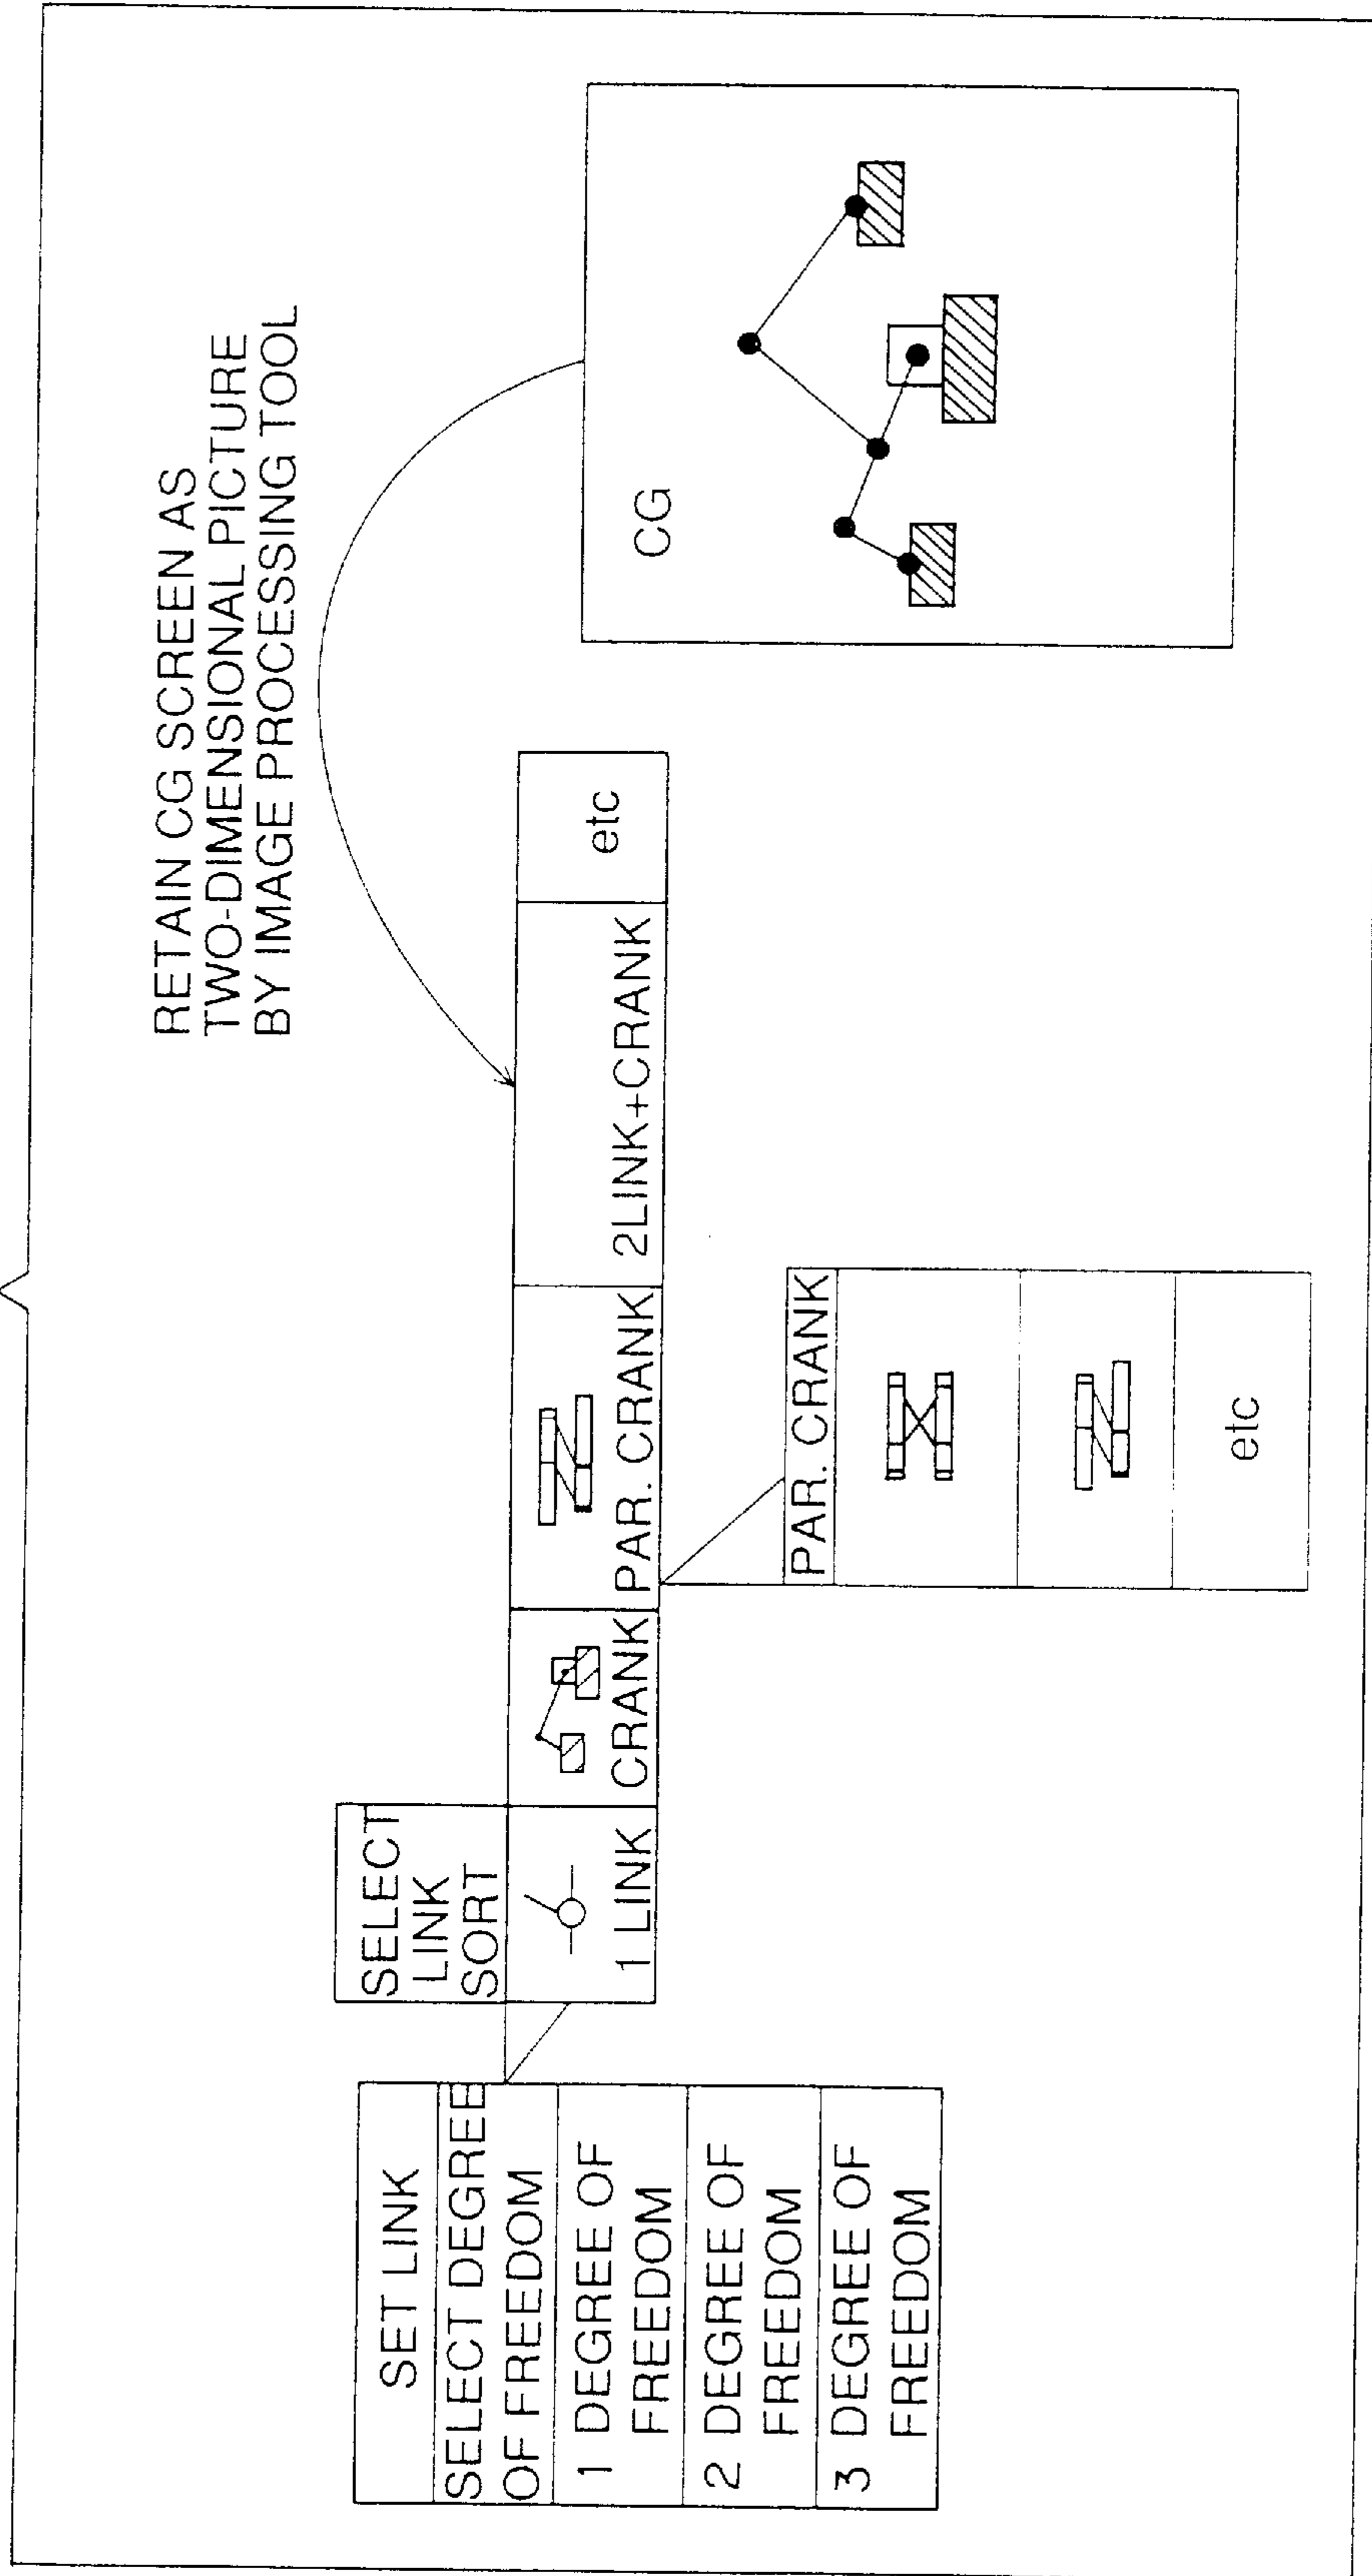 RETAIN CG SCREEN AS
TWO-DIMENSIONAL PICTURE
BY IMAGE PROCESSING TOOL
SET LINK
SELECT DEGREE
OF FREEDOM
1 DEGREE OF
FREEDOM
2 DEGREE OF
FREEDOM
3 DEGREE OF
FREEDOM
SELECT
LINK
SORT
1 LINK
CRANK
PAR. CRANK
2LINK+CRANK
etc
PAR. CRANK
etc
CG